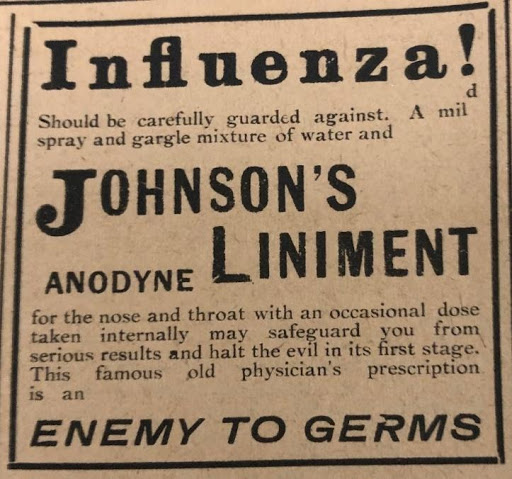 Influenza!
Should be carefully guarded against. A mild
spray and gargle mixture of water and
JOHNSON'S
ANODYNE LINIMENT
for the nose and throat with an occasional dose
taken internally may safeguard you from
serious results and halt the evil in its first stage.
This famous old physician's prescription
is an
ENEMY TO GERMS